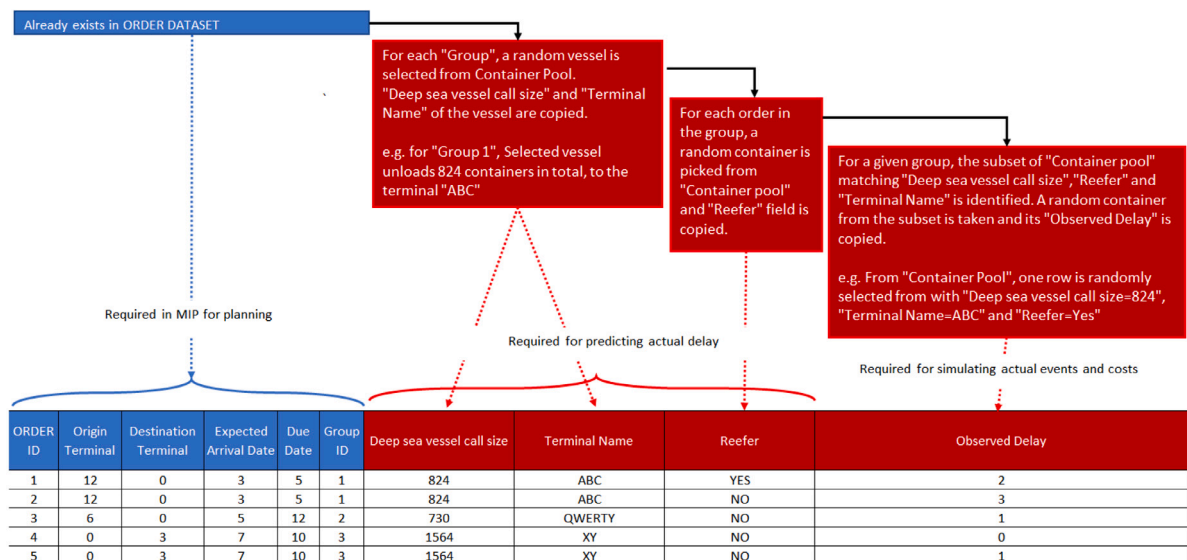 Already exists in ORDER DATASET
For each "Group", a random vessel is
selected from Container Pool.
"Deep sea vessel call size" and "Terminal
Name" of the vessel are copied.
e.g. for "Group 1", Selected vessel
unloads 824 containers in total, to the
terminal "ABC"
For each order in
the group, a
random container is
picked from
"Container pool"
and "Reefer" field is
copied.
For a given group, the subset of "Container pool"
matching "Deep sea vessel call size","Reefer" and
"Terminal Name" is identified. A random container
from the subset is taken and its "Observed Delay" is
copied.
e.g. From "Container Pool", one row is randomly
selected from with "Deep sea vessel call size=824",
"Terminal Name=ABC" and "Reefer=Yes"
Required in MIP for planning
Required for predicting actual delay
Required for simulating actual events and costs
ORDER ID Origin Terminal Destination Terminal Expected Arrival Date Due Date Group ID Deep sea vessel call size Terminal Name Reefer Observed Delay
1 12 0 3 5 1 824 ABC YES 2
2 12 0 3 5 1 824 ABC NO 3
3 6 0 5 12 2 730 QWERTY NO 1
4 0 3 7 10 3 1564 XY NO 0
5 0 3 7 10 3 1564 XY NO 1